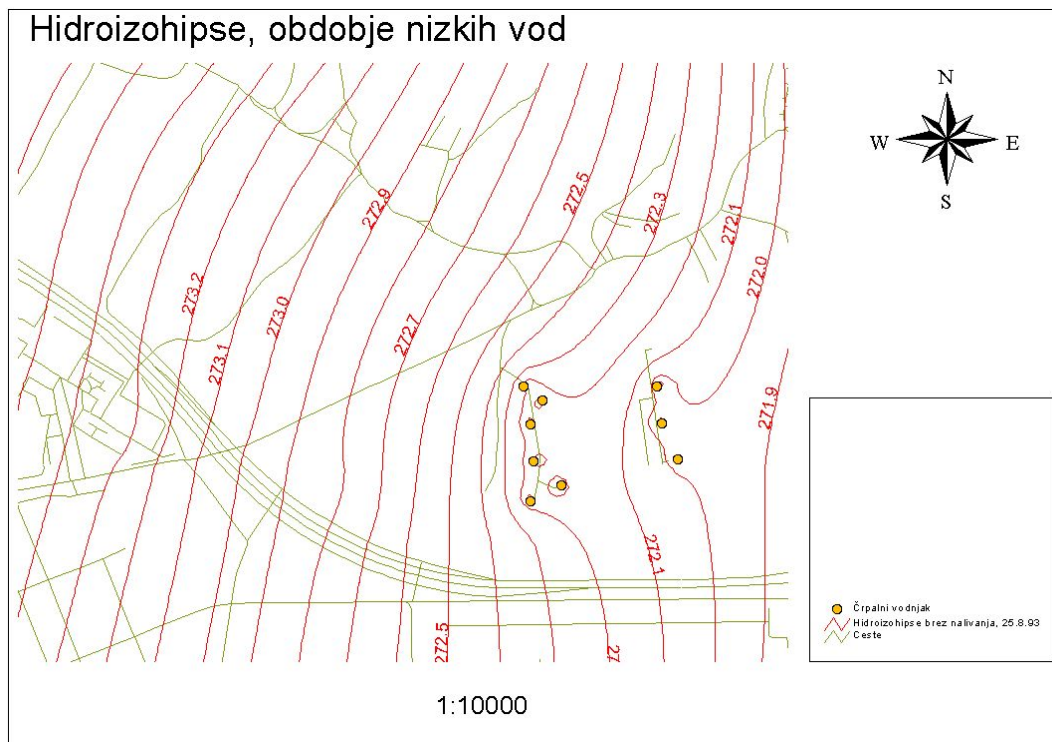 Hidroizohipse, obdobje nizkih vod
N
W E
S
272.9
272.5
272.3
272.1
272.0
273.2
273.0
273.1
272.7
271.9
272.1
272.5
Črpalni vodnjak
Hidroizohipse brez nalivanja, 25.8.93
Ceste
1:10000